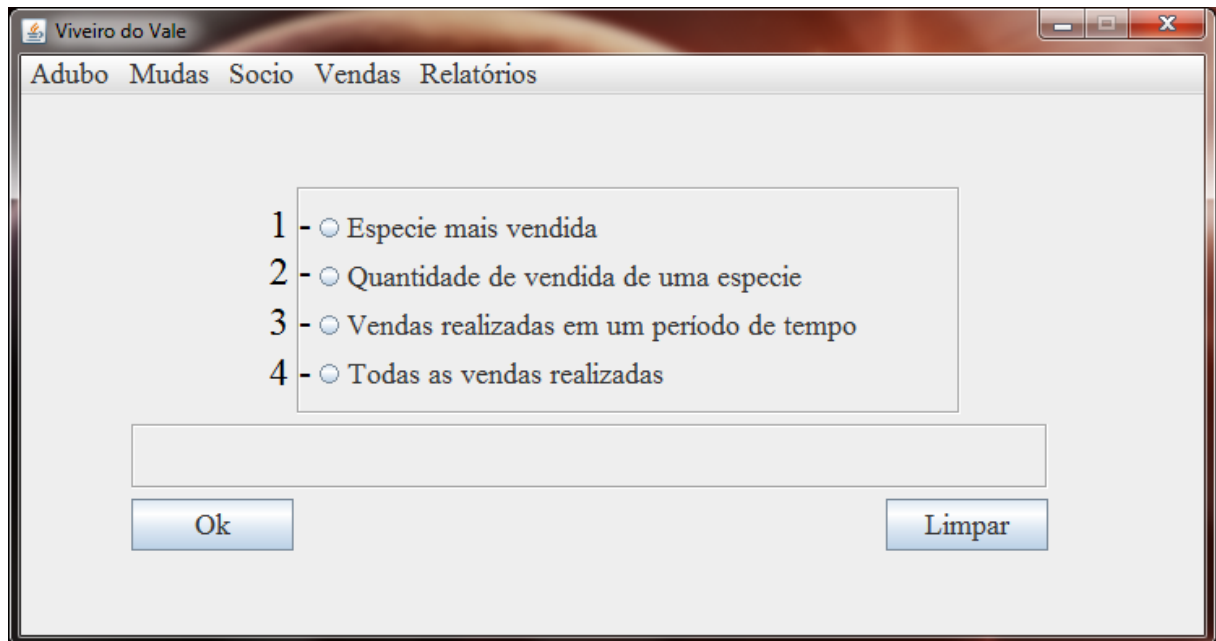 Viveiro do Vale
Adubo Mudas Socio Vendas Relatórios
1 - Especie mais vendida
2 - Quantidade de vendida de uma especie
3 - Vendas realizadas em um período de tempo
4 - Todas as vendas realizadas
Ok Limpar